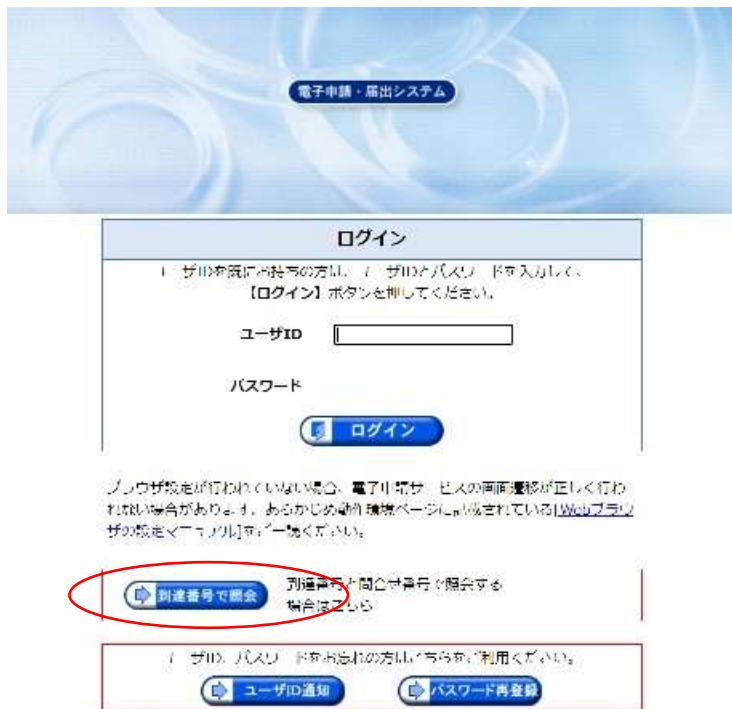 電子申請・届出システム
ログイン
ザIDを既にお持ちの方は、 ザIDとパスワードを入力して、
【ログイン】ボタンを押してください。
ユーザID
パスワード
ログイン
ブラウザ設定が行われていない場合、電子申請サービスの画面遷移が正しく行わ
れない場合があります。あらかじめ動作環境ページに記載されている[Webブラウ
ザの設定マニュアル]をご一読ください。
到達番号で照会
到達番号と問合せ番号で照会する
場合はこちら
ザID、パスワードをお忘れの方はこちらをご利用ください。
ユーザID通知
パスワード再登録